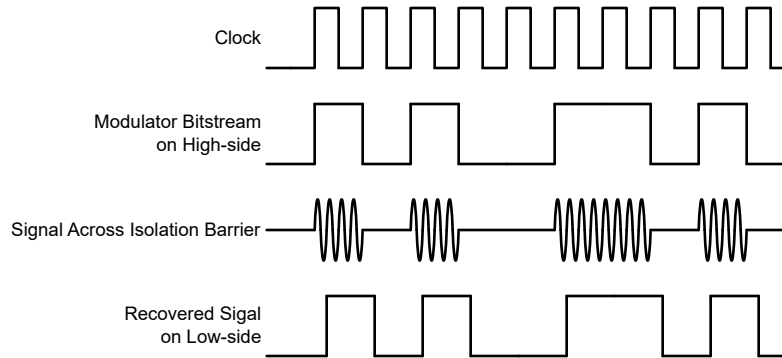 Clock
Modulator Bitstream
on High-side
Signal Across Isolation Barrier
Recovered Sigal
on Low-side